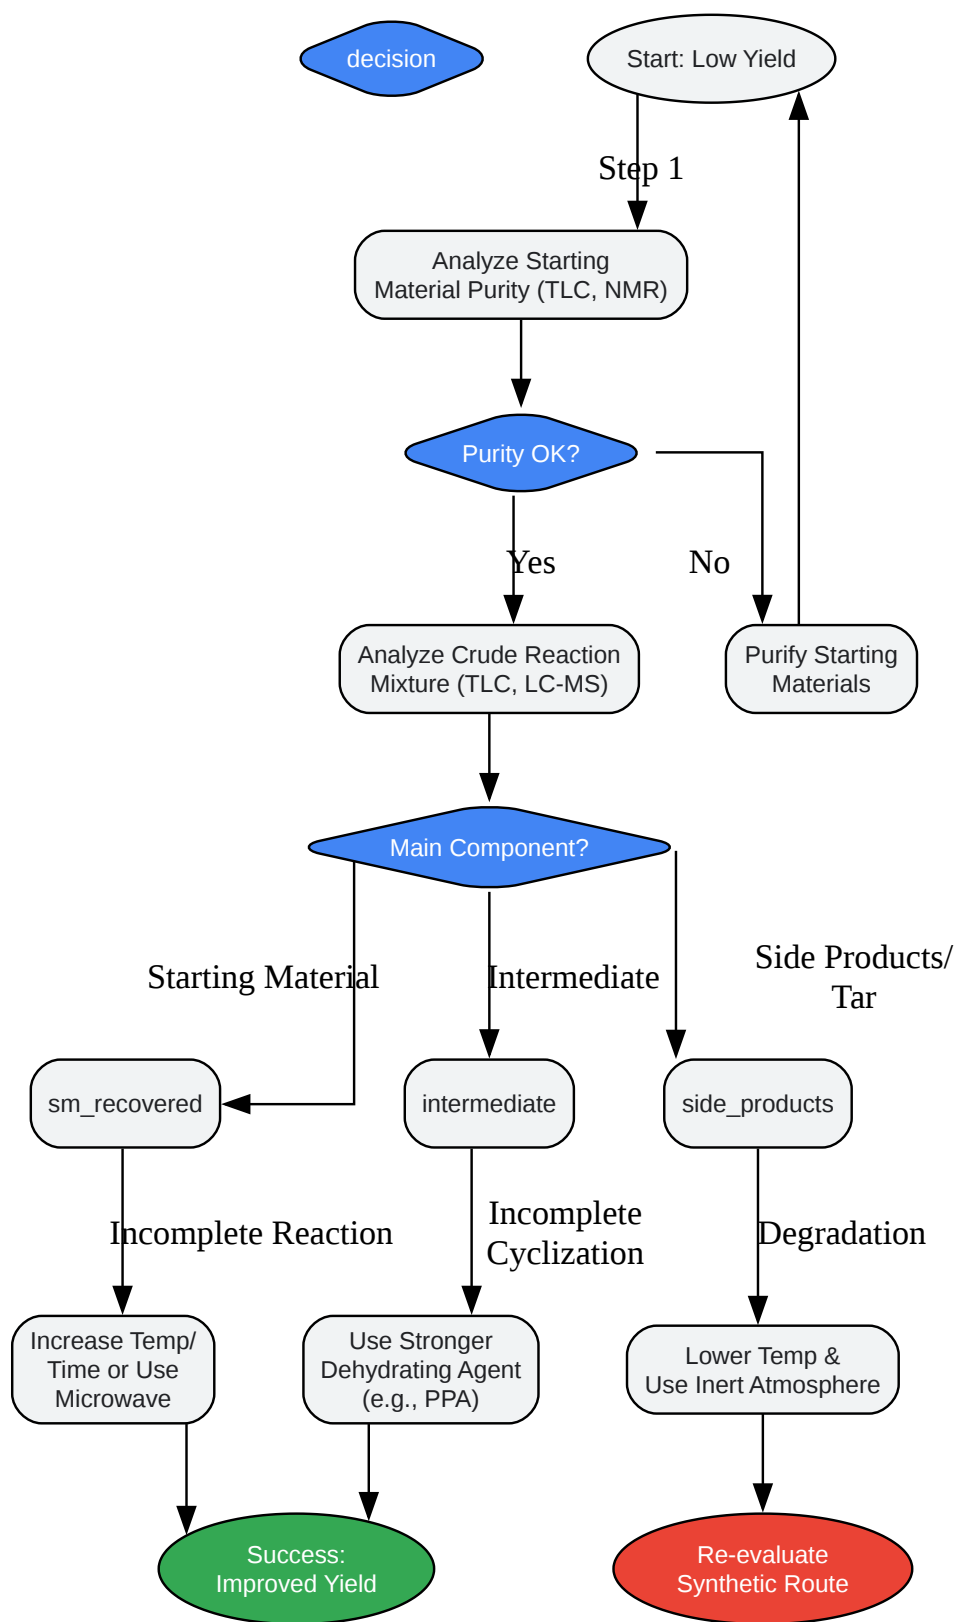 decision
Start: Low Yield
Step 1
Analyze Starting
Material Purity (TLC, NMR)
Purity OK?
Yes
No
Analyze Crude Reaction
Mixture (TLC, LC-MS)
Purify Starting
Materials
Main Component?
Starting Material
Intermediate
Side Products/
Tar
sm_recovered
intermediate
side_products
Incomplete Reaction
Incomplete
Cyclization
Degradation
Increase Temp/
Time or Use
Microwave
Use Stronger
Dehydrating Agent
(e.g., PPA)
Lower Temp &
Use Inert Atmosphere
Success:
Improved Yield
Re-evaluate
Synthetic Route